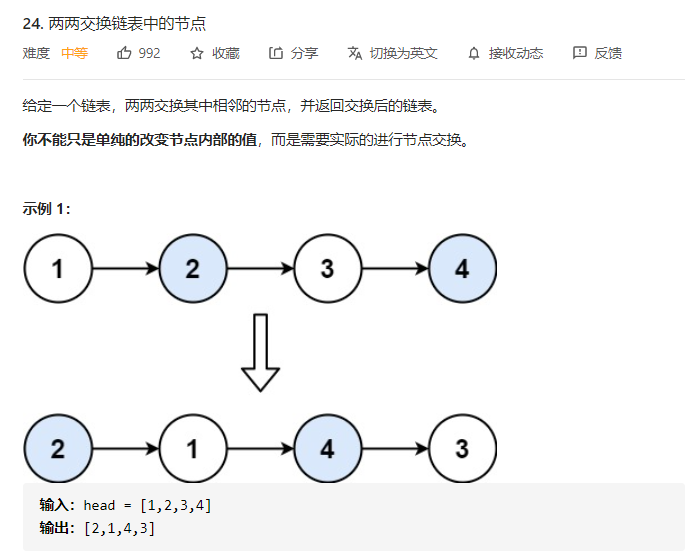 24. 两两交换链表中的节点
难度 中等 992 收藏 分享 切换为英文 接收动态 反馈
给定一个链表，两两交换其中相邻的节点，并返回交换后的链表。
你不能只是单纯的改变节点内部的值，而是需要实际的进行节点交换。
示例 1：
1 2 3 4
2 1 4 3
输入：head = [1,2,3,4]
输出：[2,1,4,3]